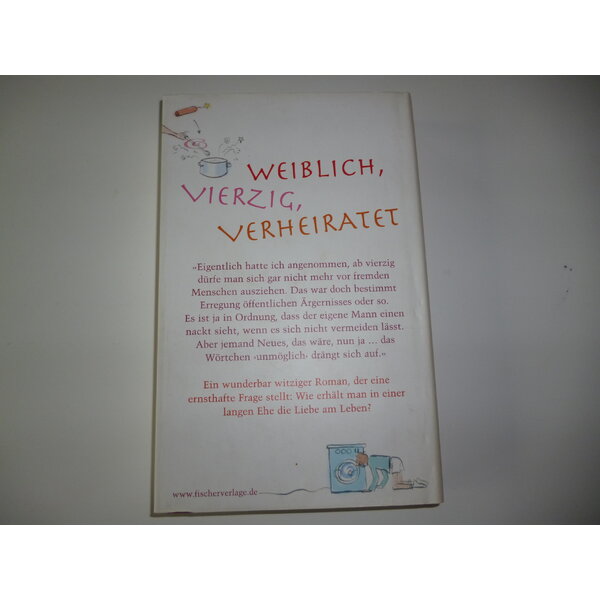 WEIBLICH,
VIERZIG,
VERHEIRATET
»Eigentlich hatte ich angenommen, ab vierzig
dürfe man sich gar nicht mehr vor fremden
Menschen ausziehen. Das war doch bestimmt
Erregung öffentlichen Ärgernisses oder so.
Es ist ja in Ordnung, dass der eigene Mann einen
nackt sieht, wenn es sich nicht vermeiden lässt.
Aber jemand Neues, das wäre, nun ja ... das
Wörtchen ›unmöglich‹ drängt sich auf.«
Ein wunderbar witziger Roman, der eine
ernsthafte Frage stellt: Wie erhält man in einer
langen Ehe die Liebe am Leben?
www.fischerverlage.de